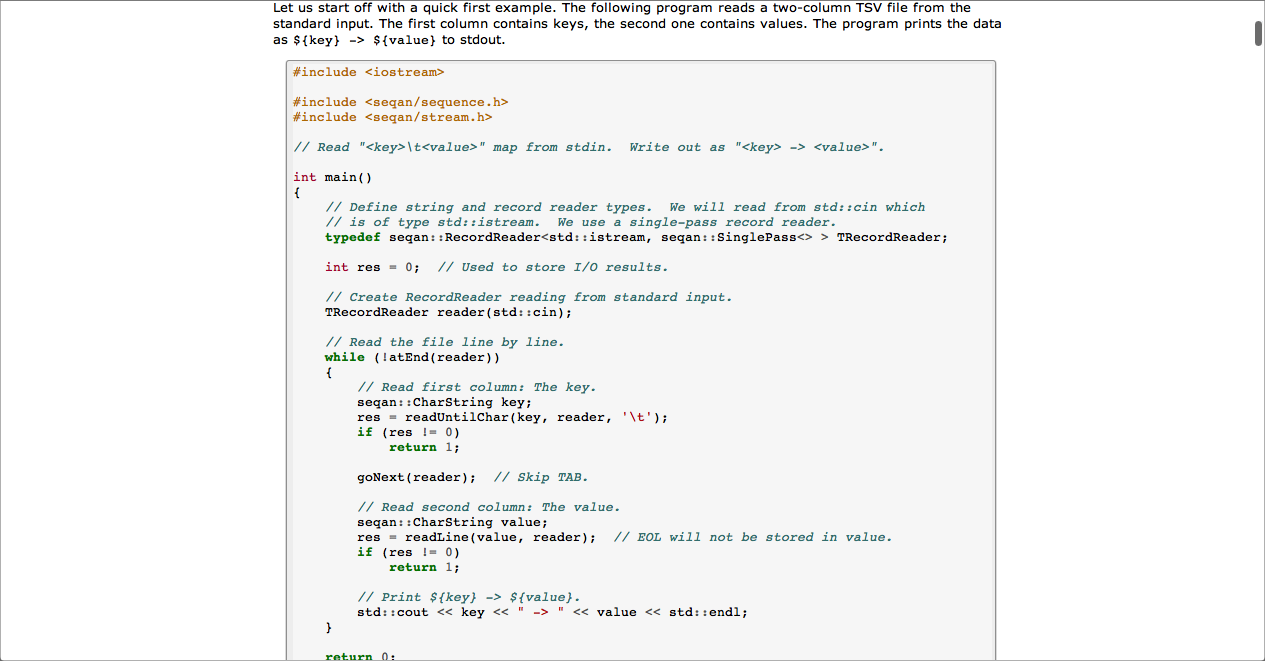 Let us start off with a quick first example. The following program reads a two-column TSV file from the
standard input. The first column contains keys, the second one contains values. The program prints the data
as ${key} -> ${value} to stdout.
#include <iostream>
#include <seqan/sequence.h>
#include <seqan/stream.h>
// Read "<key>\t<value>" map from stdin.  Write out as "<key> -> <value>".
int main()
{
    // Define string and record reader types.  We will read from std::cin which
    // is of type std::istream.  We use a single-pass record reader.
    typedef seqan::RecordReader<std::istream, seqan::SinglePass<> > TRecordReader;
    int res = 0;  // Used to store I/O results.
    // Create RecordReader reading from standard input.
    TRecordReader reader(std::cin);
    // Read the file line by line.
    while (!atEnd(reader))
    {
        // Read first column: The key.
        seqan::CharString key;
        res = readUntilChar(key, reader, '\t');
        if (res != 0)
            return 1;
        goNext(reader);  // Skip TAB.
        // Read second column: The value.
        seqan::CharString value;
        res = readLine(value, reader);  // EOL will not be stored in value.
        if (res != 0)
            return 1;
        // Print ${key} -> ${value}.
        std::cout << key << " -> " << value << std::endl;
    }
    return 0;